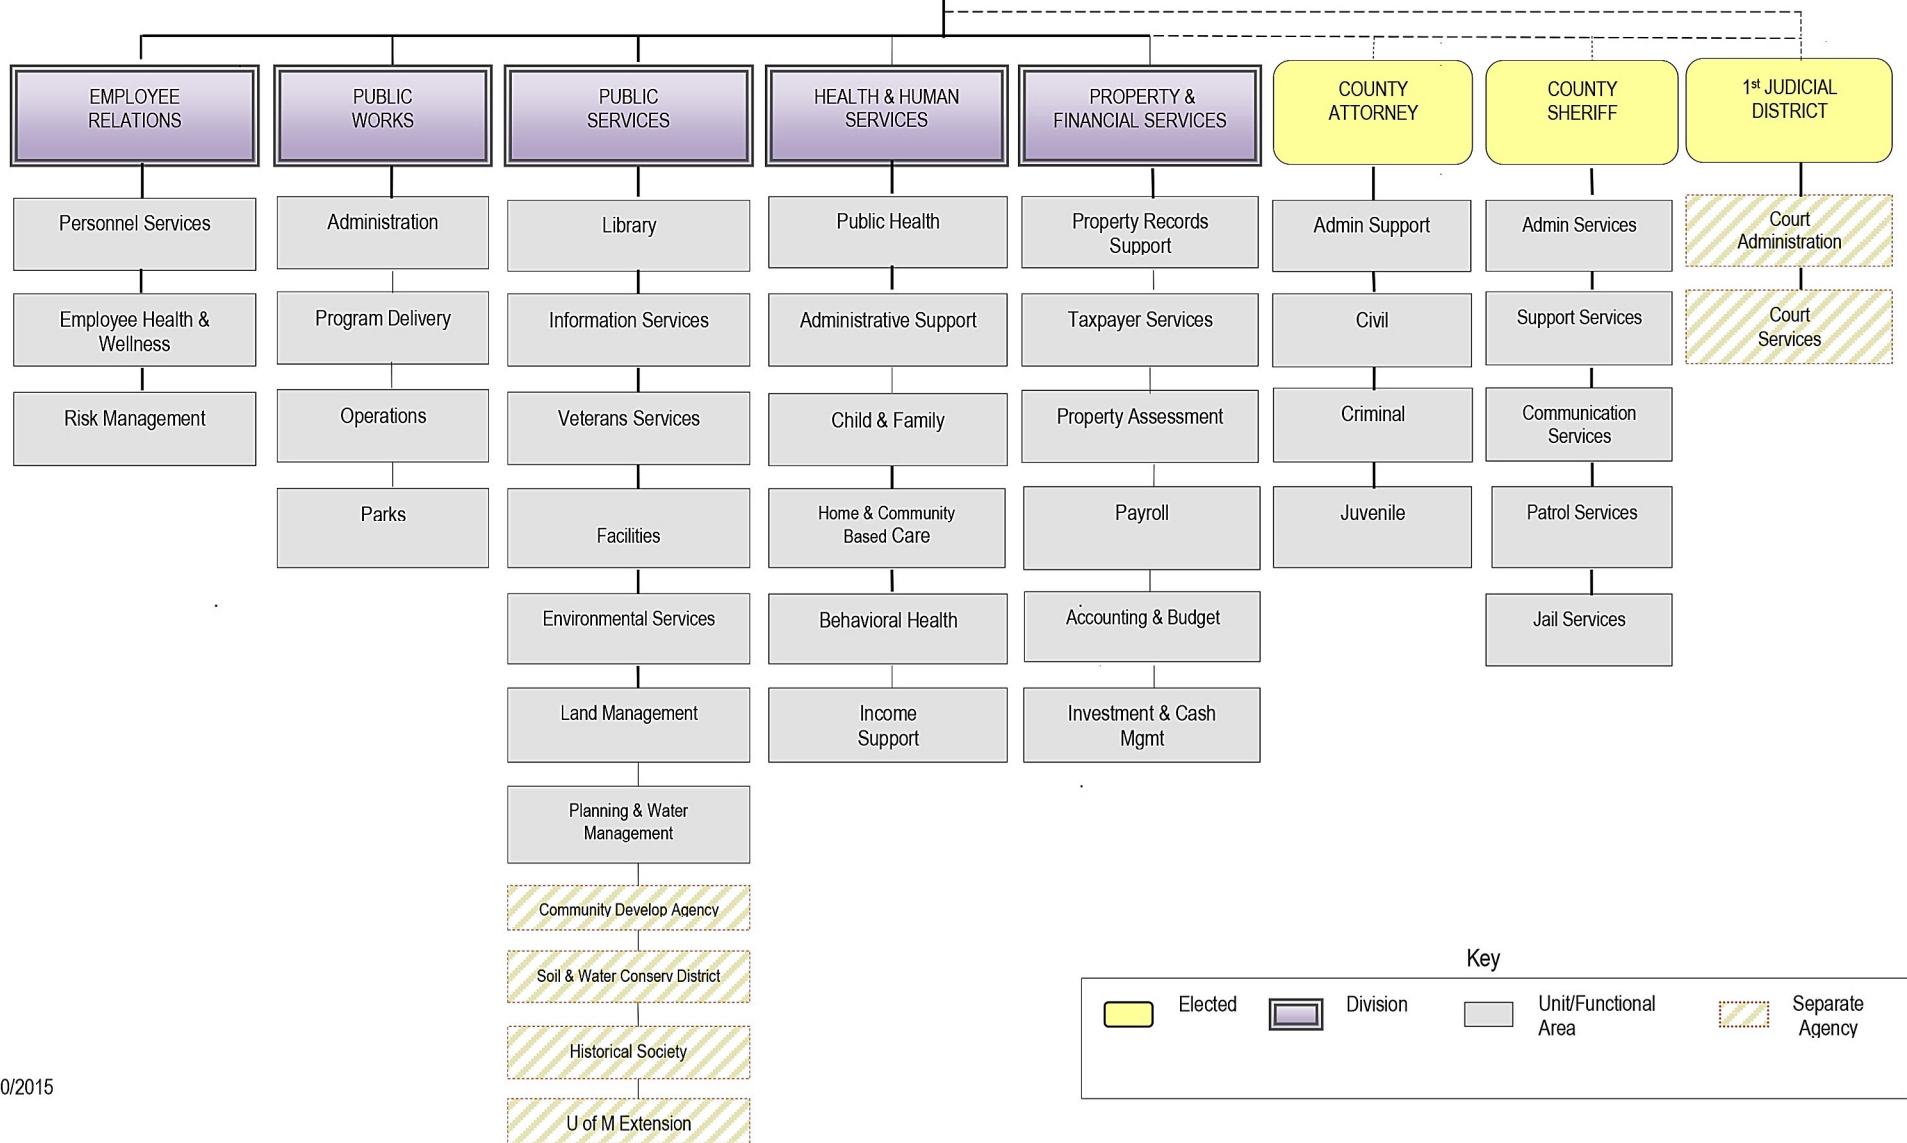 EMPLOYEE
RELATIONS
PUBLIC
WORKS
PUBLIC
SERVICES
HEALTH & HUMAN
SERVICES
PROPERTY &
FINANCIAL SERVICES
COUNTY
ATTORNEY
COUNTY
SHERIFF
1st JUDICIAL
DISTRICT
Personnel Services
Employee Health &
Wellness
Risk Management
Administration
Program Delivery
Operations
Parks
Library
Information Services
Veterans Services
Facilities
Environmental Services
Land Management
Planning & Water
Management
Community Develop Agency
Soil & Water Conserv District
Historical Society
U of M Extension
Public Health
Administrative Support
Child & Family
Home & Community
Based Care
Behavioral Health
Income
Support
Property Records
Support
Taxpayer Services
Property Assessment
Payroll
Accounting & Budget
Investment & Cash
Mgmt
Admin Support
Civil
Criminal
Juvenile
Admin Services
Support Services
Communication
Services
Patrol Services
Jail Services
Court
Administration
Court
Services
Key
Elected
Division
Unit/Functional
Area
Separate
Agency
0/2015